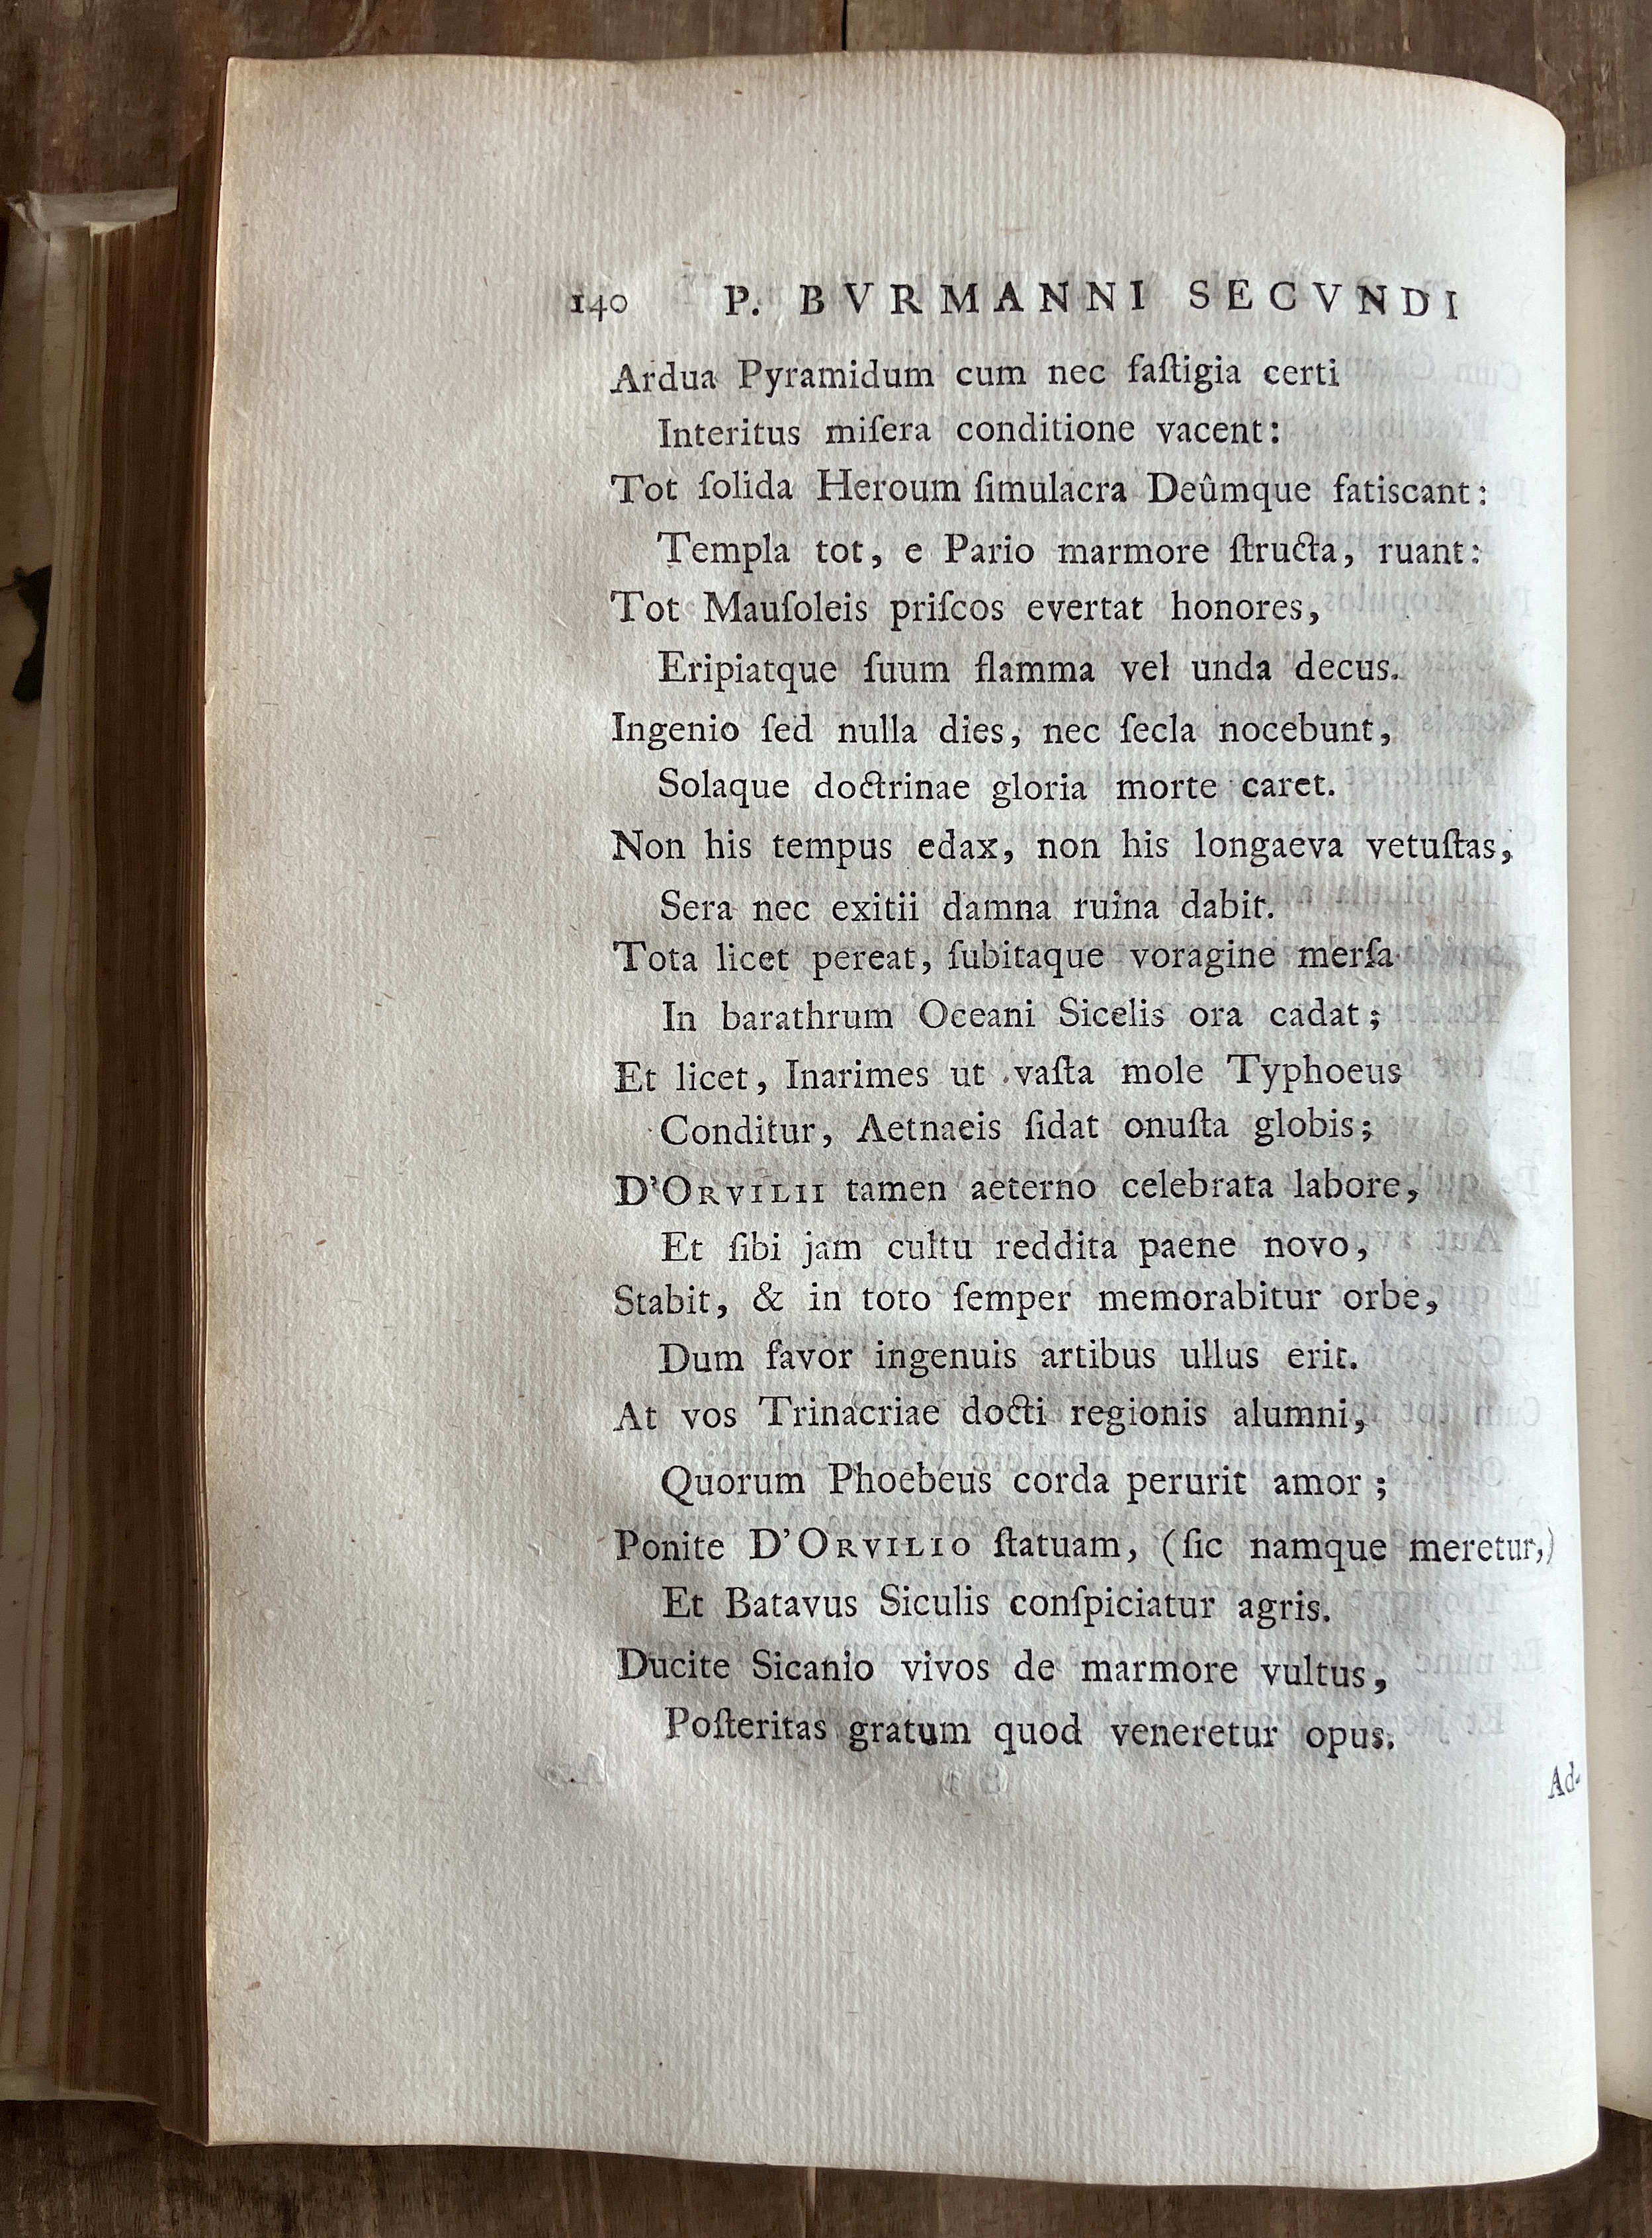 140 P. BVRMANNI SECVNDI
Ardua Pyramidum cum nec faſtigia certi
Interitus miſera conditione vacent:
Tot ſolida Heroum ſimulacra Deûmque fatiscant:
Templa tot, e Pario marmore ſtructa, ruant:
Tot Mauſoleis priſcos evertat honores,
Eripiatque ſuum flamma vel unda decus.
Ingenio ſed nulla dies, nec ſecla nocebunt,
Solaque doctrinae gloria morte caret.
Non his tempus edax, non his longaeva vetuſtas,
Sera nec exitii damna ruina dabit.
Tota licet pereat, ſubitaque voragine merſa
In barathrum Oceani Sicelis ora cadat;
Et licet, Inarimes ut vaſta mole Typhoeus
Conditur, Aetnaeis ſidat onuſta globis;
D'ORVILII tamen aeterno celebrata labore,
Et ſibi jam cultu reddita paene novo,
Stabit, & in toto ſemper memorabitur orbe,
Dum favor ingenuis artibus ullus erit.
At vos Trinacriae docti regionis alumni,
Quorum Phoebeus corda perurit amor;
Ponite D'ORVILIO ſtatuam, (ſic namque meretur,)
Et Batavus Siculis conſpiciatur agris.
Ducite Sicanio vivos de marmore vultus,
Poſteritas gratum quod veneretur opus.
Ad-